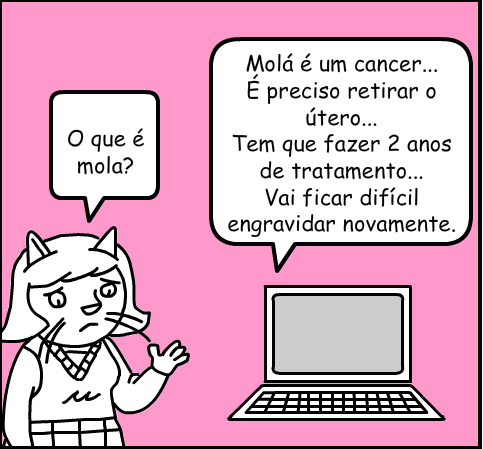 O que é
mola?
Molá é um cancer...
É preciso retirar o
útero...
Tem que fazer 2 anos
de tratamento...
Vai ficar difícil
engravidar novamente.